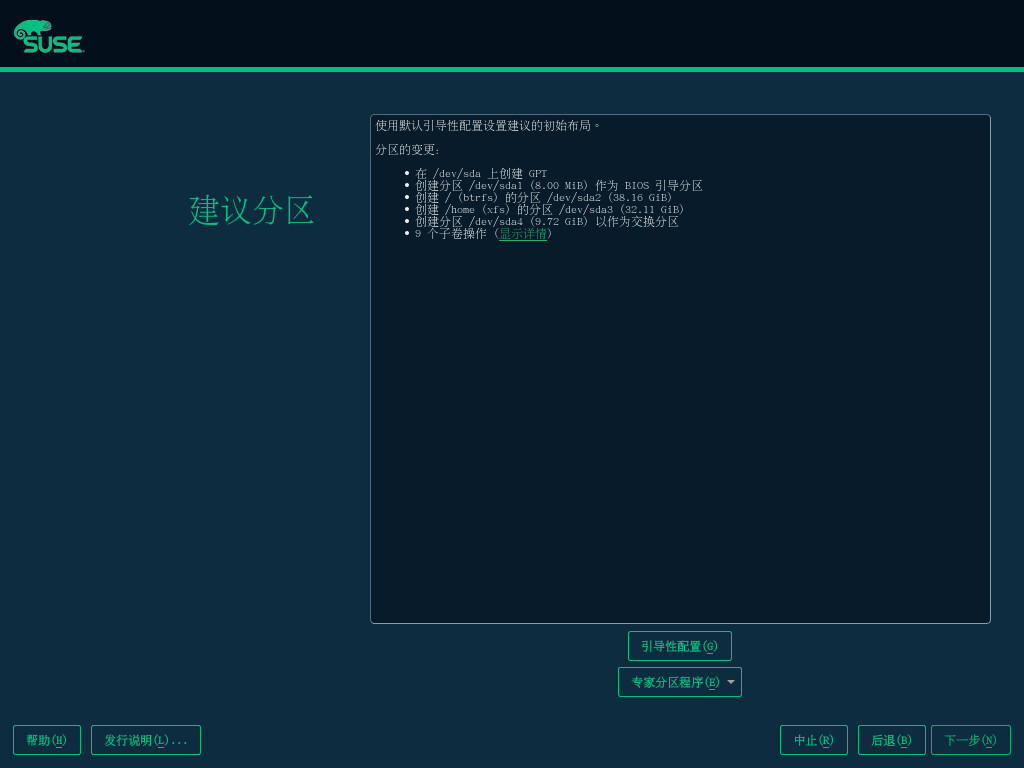 SUSE
使用默认引导性配置设置建议的初始布局。
分区的变更:
在 /dev/sda 上创建 GPT
创建分区 /dev/sda1 (8.00 MiB) 作为 BIOS 引导分区
创建 / (btrfs) 的分区 /dev/sda2 (38.16 GiB)
创建 /home (xfs) 的分区 /dev/sda3 (32.11 GiB)
创建分区 /dev/sda4 (9.72 GiB) 以作为交换分区
9 个子卷操作 (显示详情)
建议分区
引导性配置(G)
专家分区程序(E)
帮助(H)
发行说明(L)...
中止(R)
后退(B)
下一步(N)